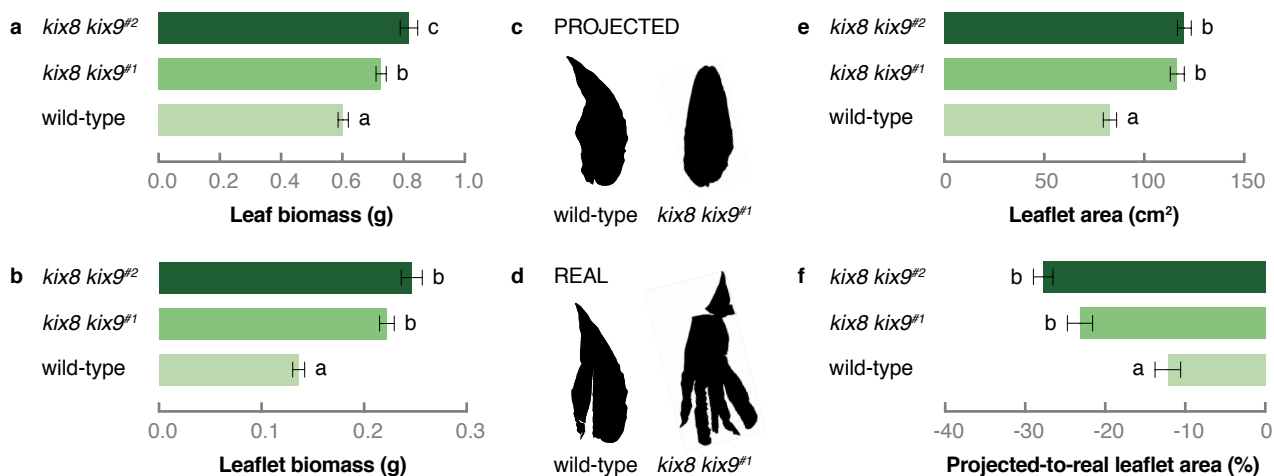 a
kix8 kix9#2
c
kix8 kix9#1
b
wild-type
a
0.0 0.2 0.4 0.6 0.8 1.0
Leaf biomass (g)
b
kix8 kix9#2
b
kix8 kix9#1
b
wild-type
a
0.0 0.1 0.2 0.3
Leaflet biomass (g)
c PROJECTED
wild-type kix8 kix9#1
d REAL
wild-type kix8 kix9#1
e
kix8 kix9#2
b
kix8 kix9#1
b
wild-type
a
0 50 100 150
Leaflet area (cm²)
f
kix8 kix9#2
b
kix8 kix9#1
b
wild-type
a
-40 -30 -20 -10 0
Projected-to-real leaflet area (%)